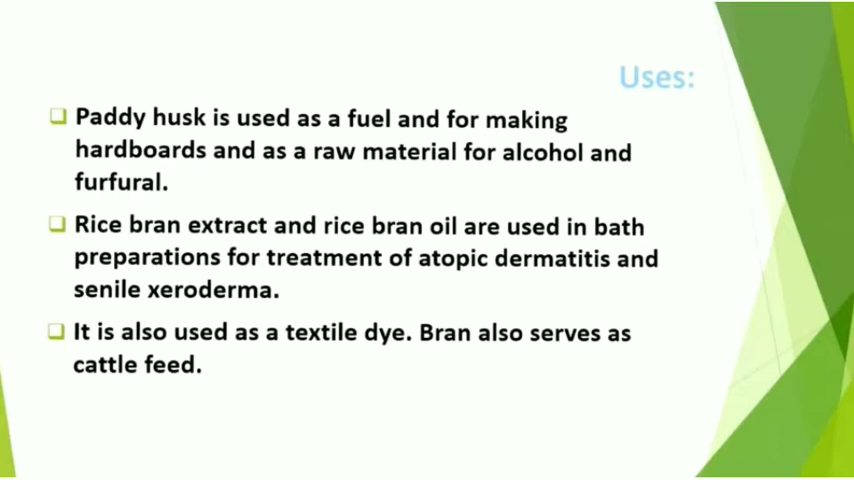 Uses:
Paddy husk is used as a fuel and for making
hardboards and as a raw material for alcohol and
furfural.
Rice bran extract and rice bran oil are used in bath
preparations for treatment of atopic dermatitis and
senile xeroderma.
It is also used as a textile dye. Bran also serves as
cattle feed.